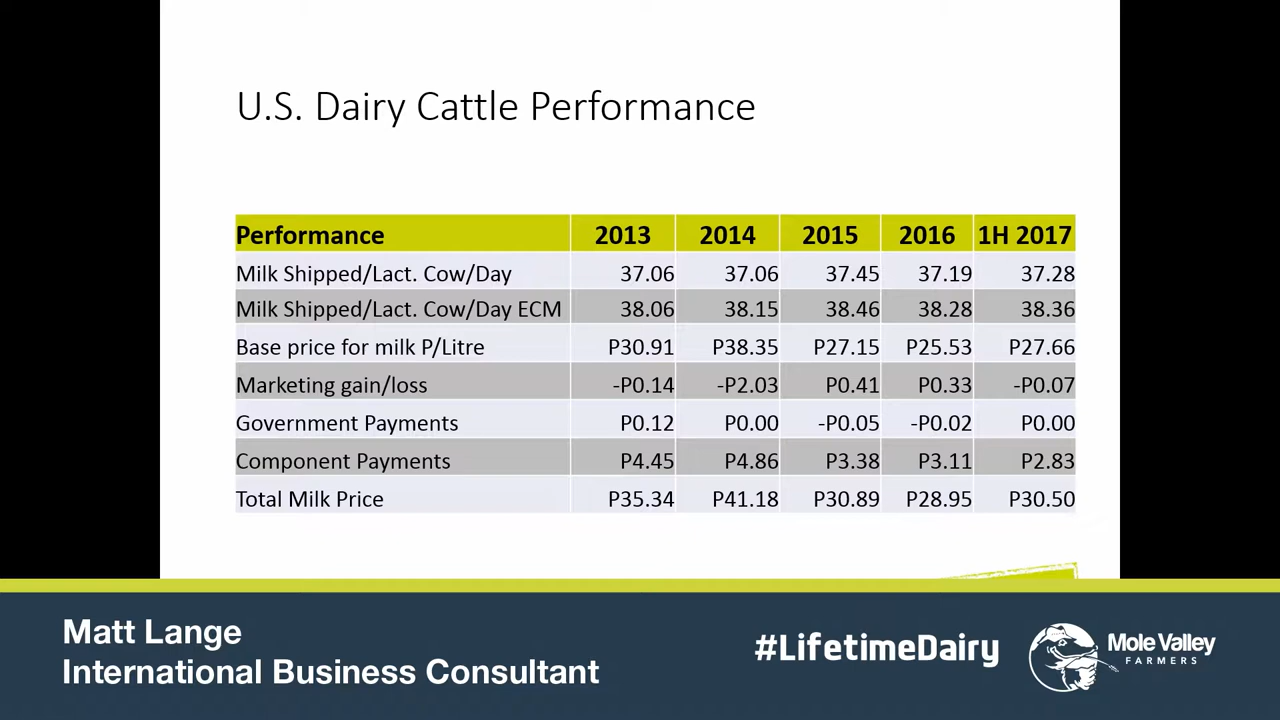 U.S. Dairy Cattle Performance
Performance 2013 2014 2015 2016 1H 2017
Milk Shipped/Lact. Cow/Day 37.06 37.06 37.45 37.19 37.28
Milk Shipped/Lact. Cow/Day ECM 38.06 38.15 38.46 38.28 38.36
Base price for milk P/Litre P30.91 P38.35 P27.15 P25.53 P27.66
Marketing gain/loss -P0.14 -P2.03 P0.41 P0.33 -P0.07
Government Payments P0.12 P0.00 -P0.05 -P0.02 P0.00
Component Payments P4.45 P4.86 P3.38 P3.11 P2.83
Total Milk Price P35.34 P41.18 P30.89 P28.95 P30.50
Matt Lange
International Business Consultant
#LifetimeDairy
Mole Valley
FARMERS